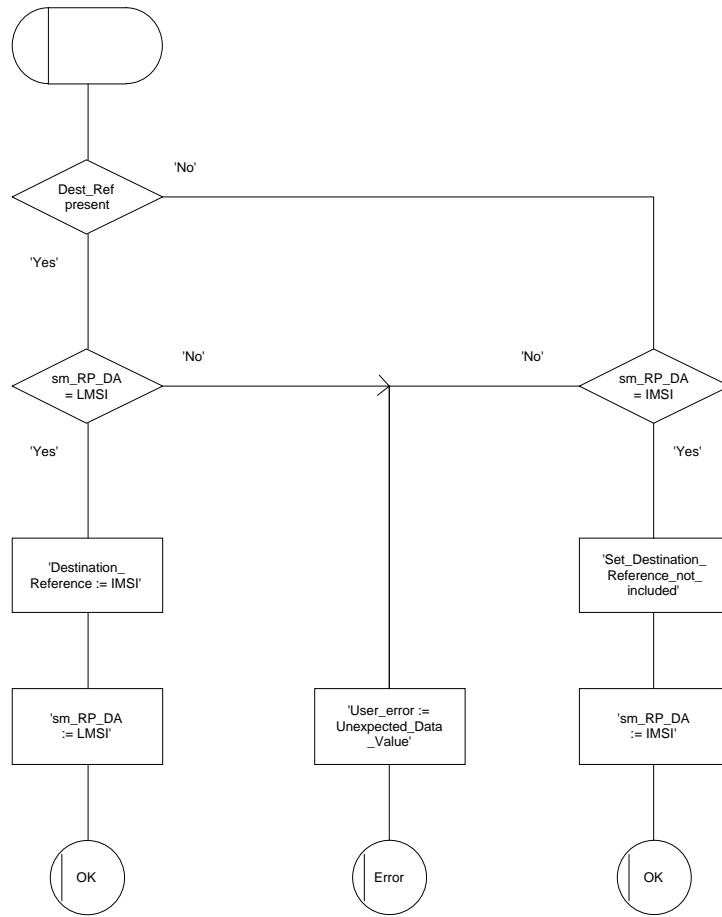 'No'
Dest_Ref
present
'Yes'
'No'
'No'
sm_RP_DA
= LMSI
sm_RP_DA
= IMSI
'Yes'
'Yes'
'Destination_
Reference := IMSI'
'Set_Destination_
Reference_not_
included'
'sm_RP_DA
:= LMSI'
'User_error :=
Unexpected_Data
_Value'
'sm_RP_DA
:= IMSI'
OK
Error
OK